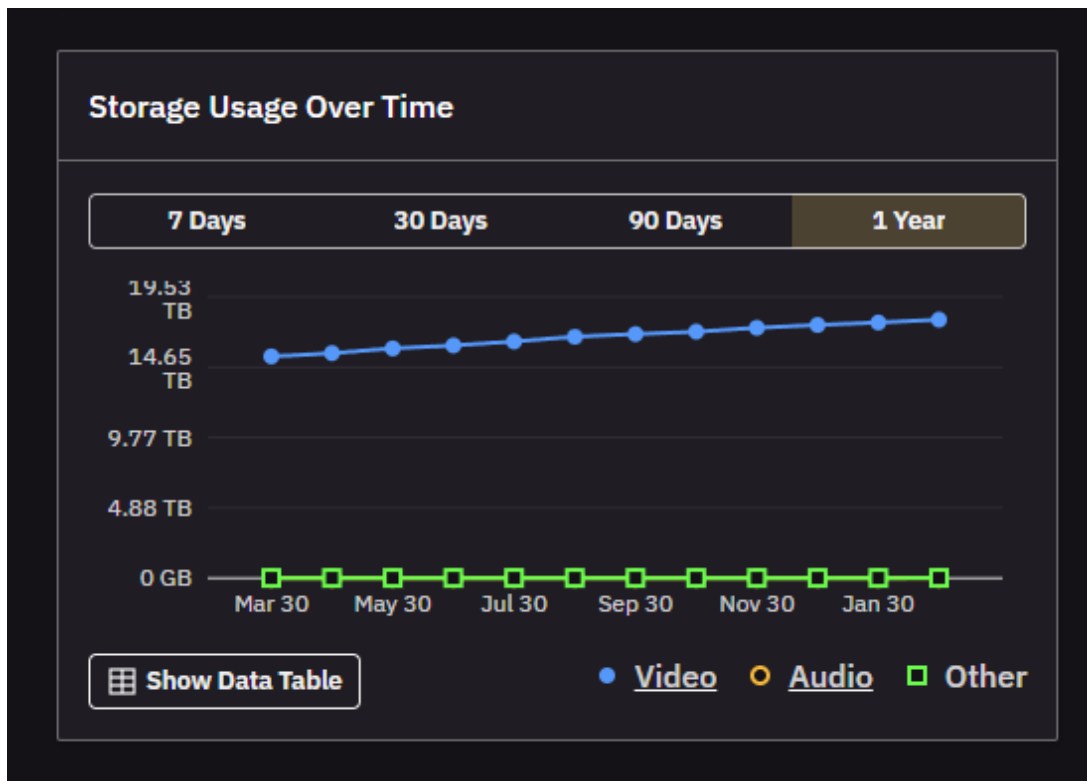 Storage Usage Over Time
7 Days 30 Days 90 Days 1 Year
19.53
TB
14.65
TB
9.77 TB
4.88 TB
0 GB
Mar 30 May 30 Jul 30 Sep 30 Nov 30 Jan 30
Show Data Table
Video Audio Other